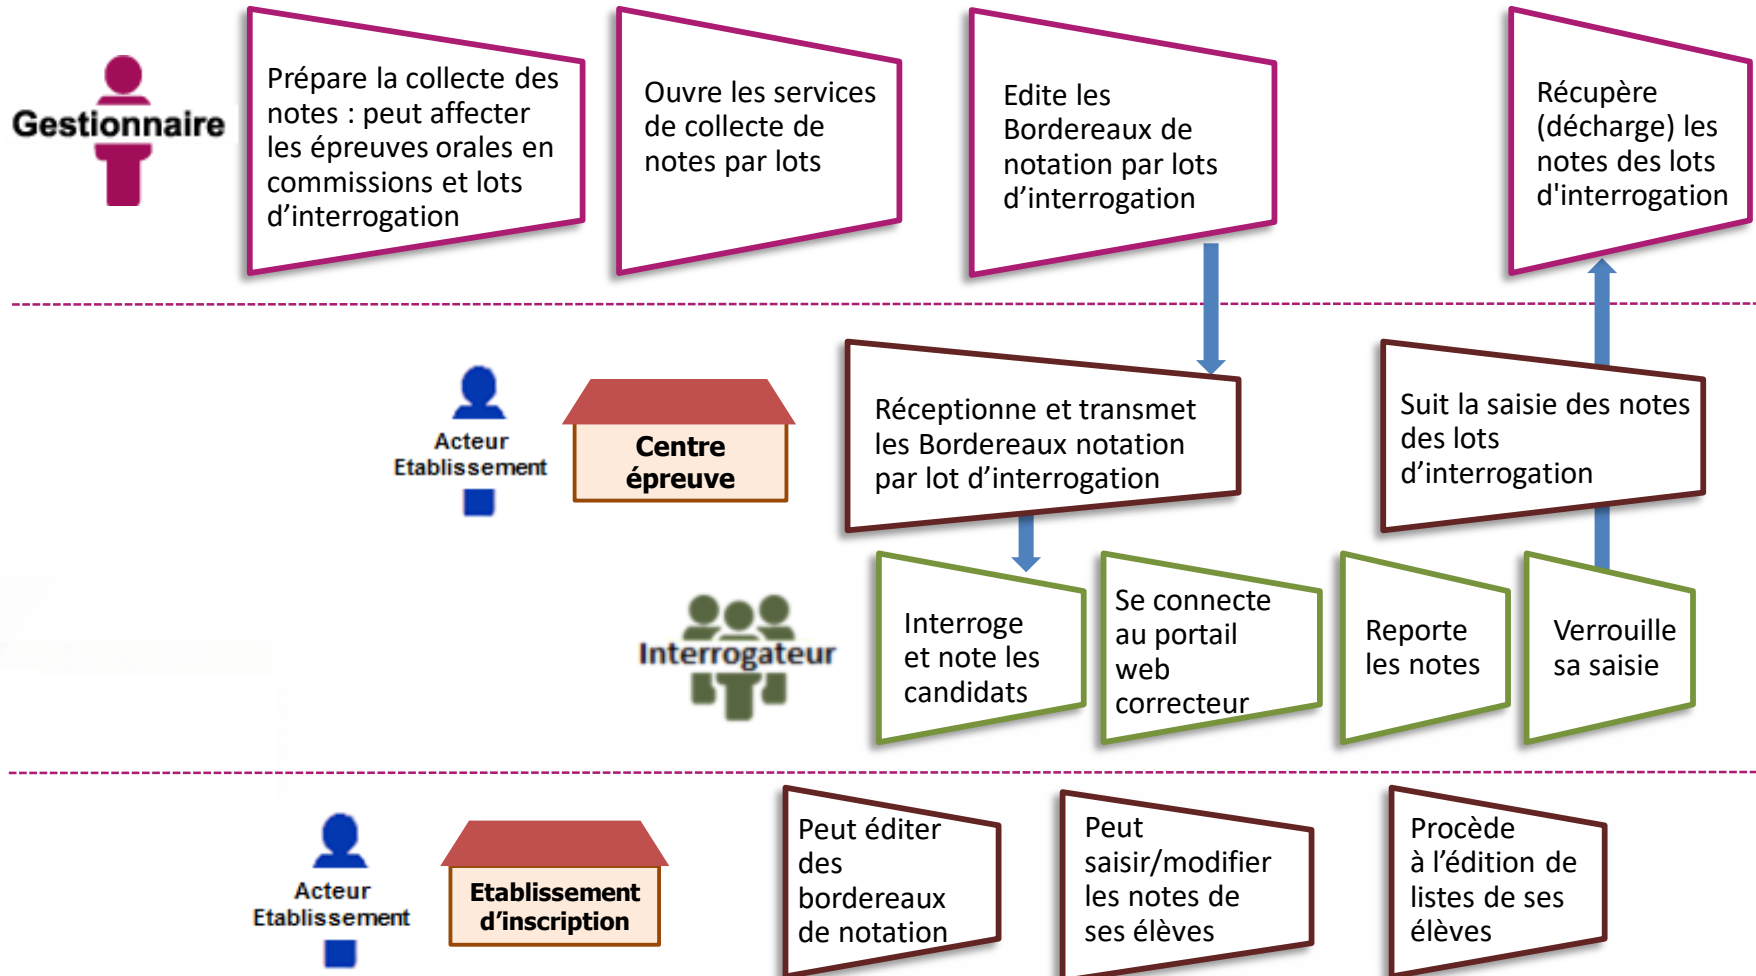 Gestionnaire
Prépare la collecte des
notes : peut affecter
les épreuves orales en
commissions et lots
d’interrogation
Ouvre les services
de collecte de
notes par lots
Edite les
Bordereaux de
notation par lots
d’interrogation
Récupère
(décharge) les
notes des lots
d'interrogation
Acteur
Etablissement
Centre
épreuve
Réceptionne et transmet
les Bordereaux notation
par lot d’interrogation
Suit la saisie des notes
des lots
d’interrogation
Interrogateur
Interroge
et note les
candidats
Se connecte
au portail
web
correcteur
Reporte
les notes
Verrouille
sa saisie
Acteur
Etablissement
Etablissement
d’inscription
Peut éditer
des
bordereaux
de notation
Peut
saisir/modifier
les notes de
ses élèves
Procède
à l’édition de
listes de ses
élèves